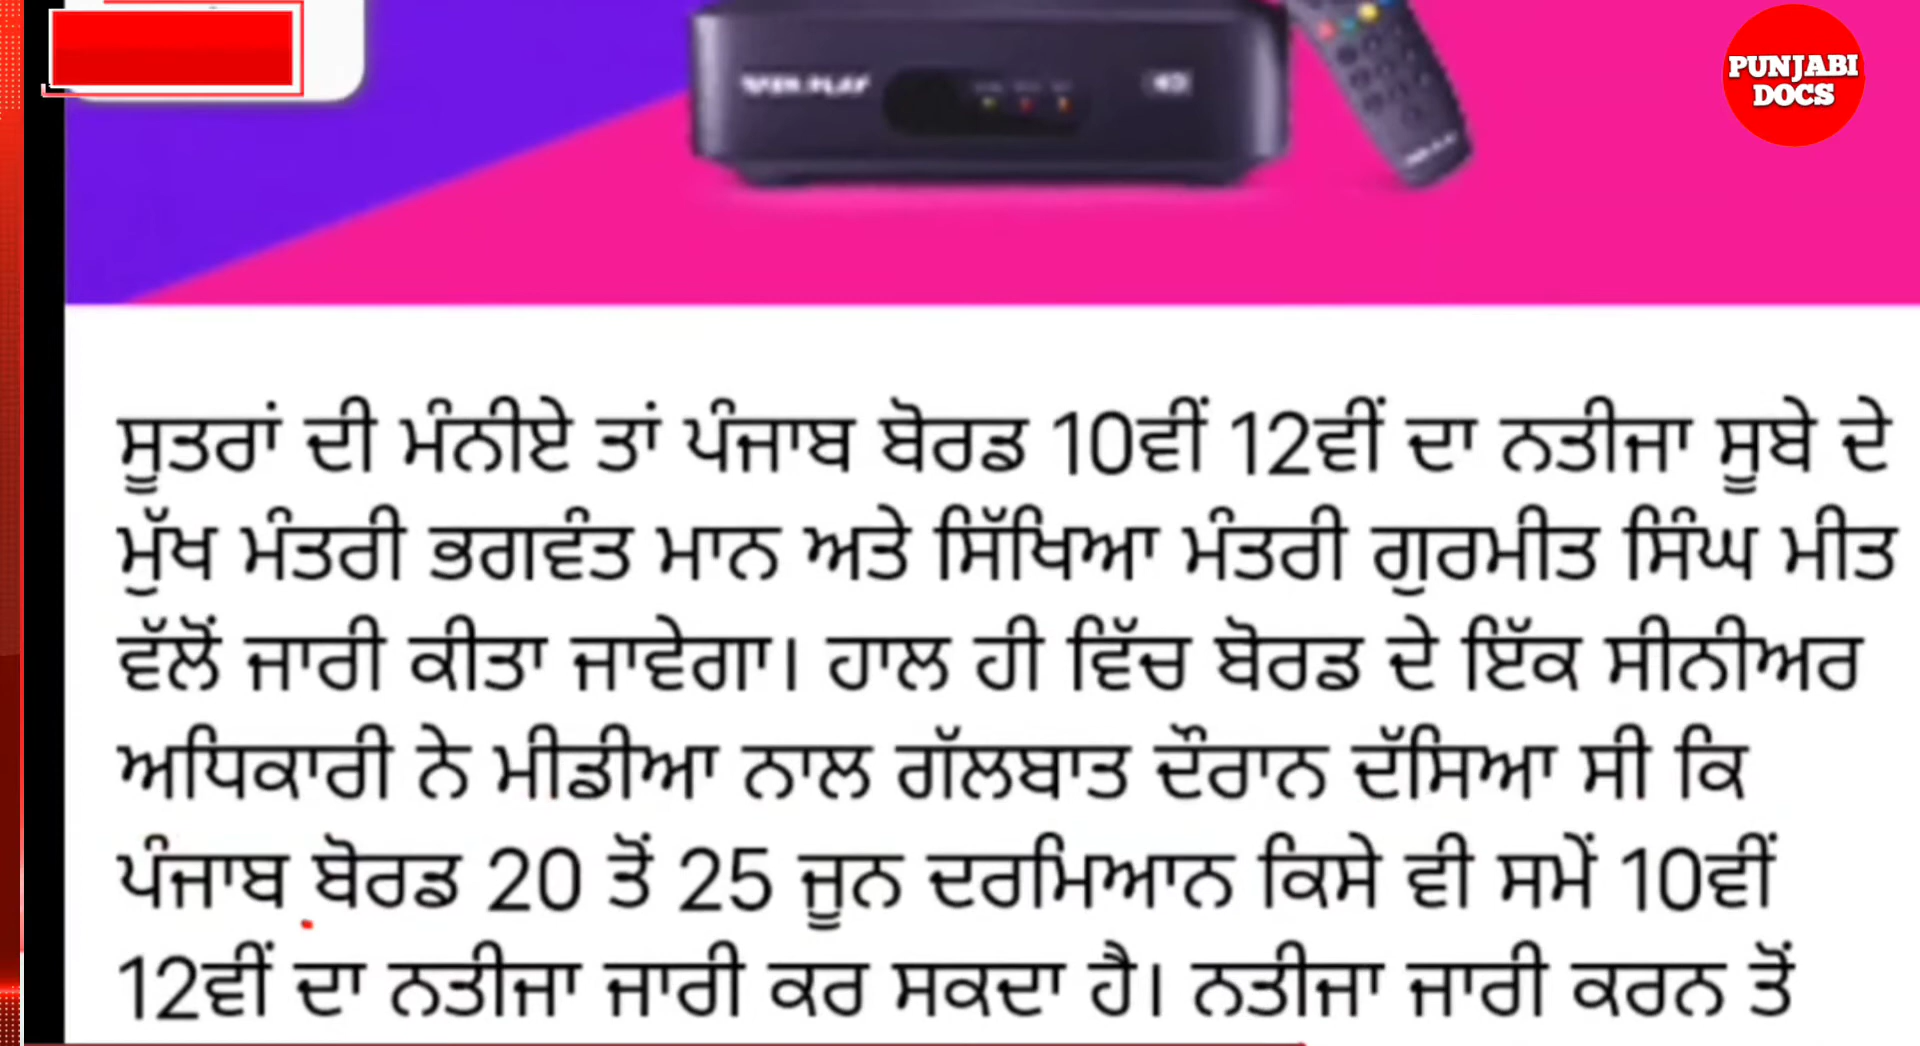 PUNJABI
DOCS
ਸੂਤਰਾਂ ਦੀ ਮੰਨੀਏ ਤਾਂ ਪੰਜਾਬ ਬੋਰਡ 10ਵੀਂ 12ਵੀਂ ਦਾ ਨਤੀਜਾ ਸੂਬੇ ਦੇ
ਮੁੱਖ ਮੰਤਰੀ ਭਗਵੰਤ ਮਾਨ ਅਤੇ ਸਿੱਖਿਆ ਮੰਤਰੀ ਗੁਰਮੀਤ ਸਿੰਘ ਮੀਤ
ਵੱਲੋਂ ਜਾਰੀ ਕੀਤਾ ਜਾਵੇਗਾ। ਹਾਲ ਹੀ ਵਿੱਚ ਬੋਰਡ ਦੇ ਇੱਕ ਸੀਨੀਅਰ
ਅਧਿਕਾਰੀ ਨੇ ਮੀਡੀਆ ਨਾਲ ਗੱਲਬਾਤ ਦੌਰਾਨ ਦੱਸਿਆ ਸੀ ਕਿ
ਪੰਜਾਬ ਬੋਰਡ 20 ਤੋਂ 25 ਜੂਨ ਦਰਮਿਆਨ ਕਿਸੇ ਵੀ ਸਮੇਂ 10ਵੀਂ
12ਵੀਂ ਦਾ ਨਤੀਜਾ ਜਾਰੀ ਕਰ ਸਕਦਾ ਹੈ। ਨਤੀਜਾ ਜਾਰੀ ਕਰਨ ਤੋਂ